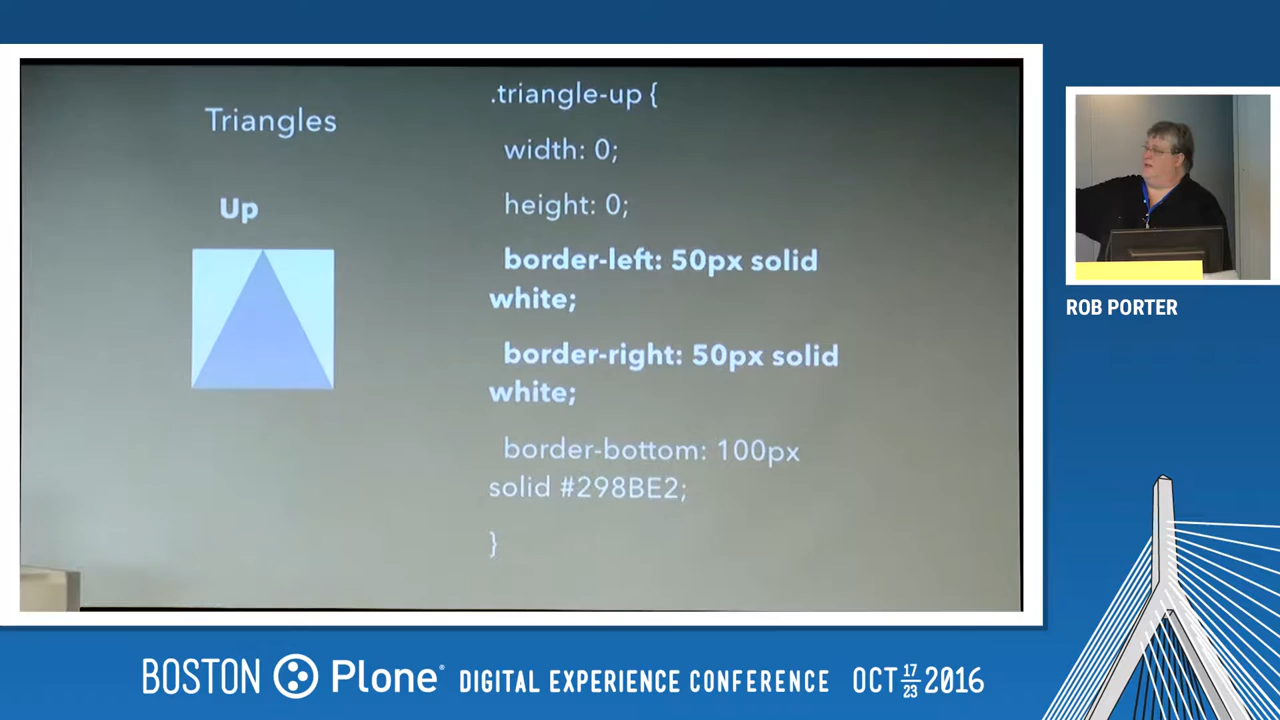 Triangles
Up
.triangle-up {
width: 0;
height: 0;
border-left: 50px solid
white;
border-right: 50px solid
white;
border-bottom: 100px
solid #298BE2;
}
ROB PORTER
BOSTON Plone® DIGITAL EXPERIENCE CONFERENCE OCT 17 23 2016